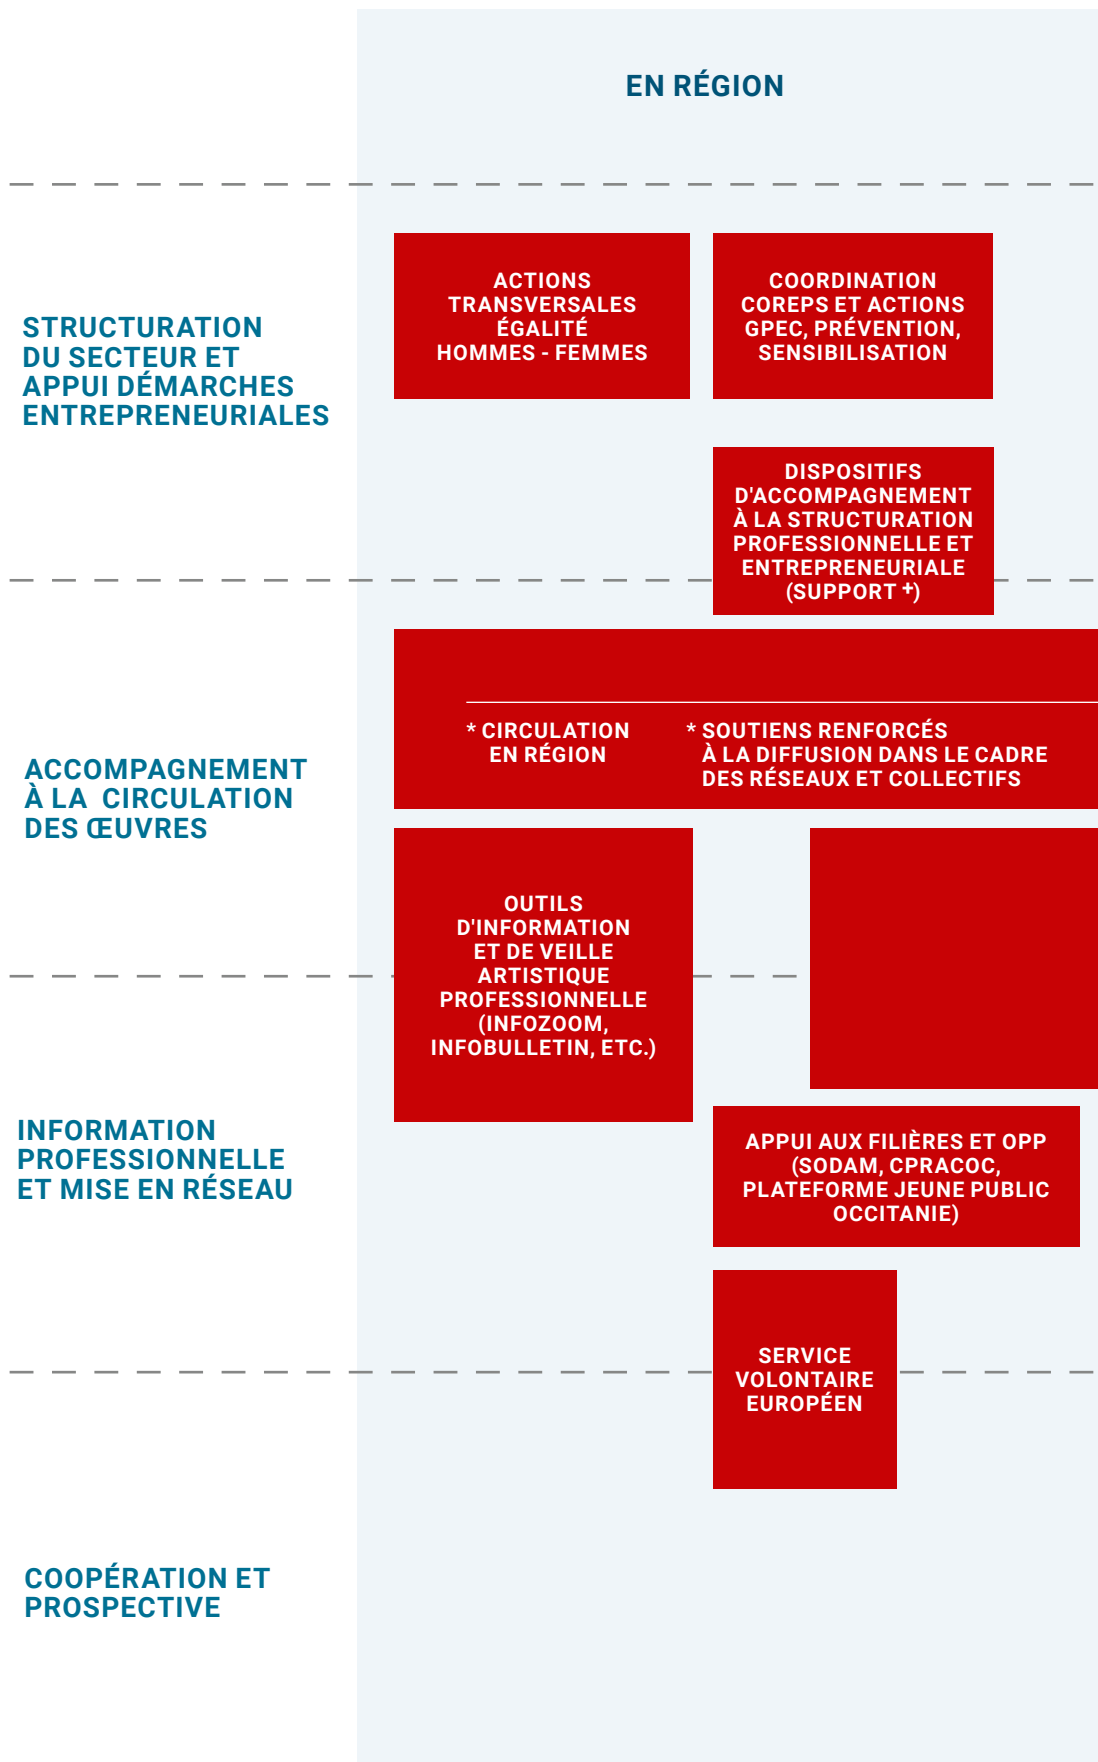 EN RÉGION
STRUCTURATION
DU SECTEUR ET
APPUI DÉMARCHES
ENTREPRENEURIALES
ACTIONS
TRANSVERSALES
ÉGALITÉ
HOMMES - FEMMES
COORDINATION
COREPS ET ACTIONS
GPEC, PRÉVENTION,
SENSIBILISATION
DISPOSITIFS
D'ACCOMPAGNEMENT
À LA STRUCTURATION
PROFESSIONNELLE ET
ENTREPRENEURIALE
(SUPPORT +)
ACCOMPAGNEMENT
À LA CIRCULATION
DES ŒUVRES
* CIRCULATION
EN RÉGION
* SOUTIENS RENFORCÉS
À LA DIFFUSION DANS LE CADRE
DES RÉSEAUX ET COLLECTIFS
OUTILS
D'INFORMATION
ET DE VEILLE
ARTISTIQUE
PROFESSIONNELLE
(INFOZOOM,
INFOBULLETIN, ETC.)
INFORMATION
PROFESSIONNELLE
ET MISE EN RÉSEAU
APPUI AUX FILIÈRES ET OPP
(SODAM, CPRACOC,
PLATEFORME JEUNE PUBLIC
OCCITANIE)
SERVICE
VOLONTAIRE
EUROPÉEN
COOPÉRATION ET
PROSPECTIVE